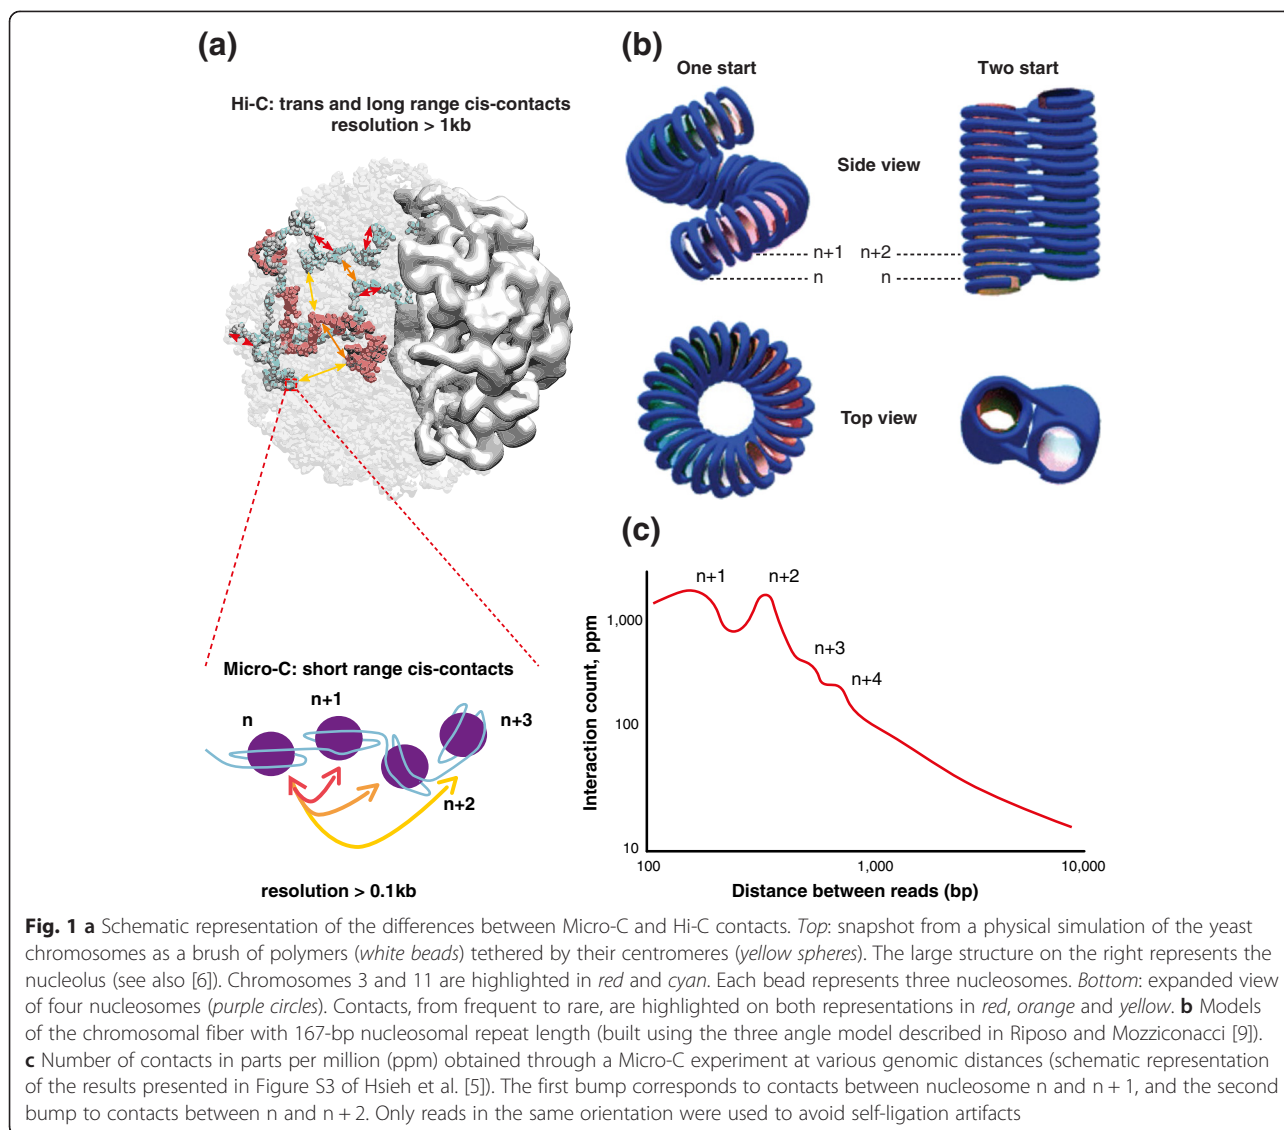 (a)
Hi-C: trans and long range cis-contacts
resolution > 1kb
Micro-C: short range cis-contacts
n
n+1
n+2
n+3
resolution > 0.1kb
(b)
One start
Two start
Side view
n+1
n+2
n
n
Top view
(c)
Interaction count, ppm
1,000
100
10
n+1
n+2
n+3
n+4
100
1,000
10,000
Distance between reads (bp)
Fig. 1 a Schematic representation of the differences between Micro-C and Hi-C contacts. Top: snapshot from a physical simulation of the yeast
chromosomes as a brush of polymers (white beads) tethered by their centromeres (yellow spheres). The large structure on the right represents the
nucleolus (see also [6]). Chromosomes 3 and 11 are highlighted in red and cyan. Each bead represents three nucleosomes. Bottom: expanded view
of four nucleosomes (purple circles). Contacts, from frequent to rare, are highlighted on both representations in red, orange and yellow. b Models
of the chromosomal fiber with 167-bp nucleosomal repeat length (built using the three angle model described in Riposo and Mozziconacci [9]).
c Number of contacts in parts per million (ppm) obtained through a Micro-C experiment at various genomic distances (schematic representation
of the results presented in Figure S3 of Hsieh et al. [5]). The first bump corresponds to contacts between nucleosome n and n + 1, and the second
bump to contacts between n and n + 2. Only reads in the same orientation were used to avoid self-ligation artifacts